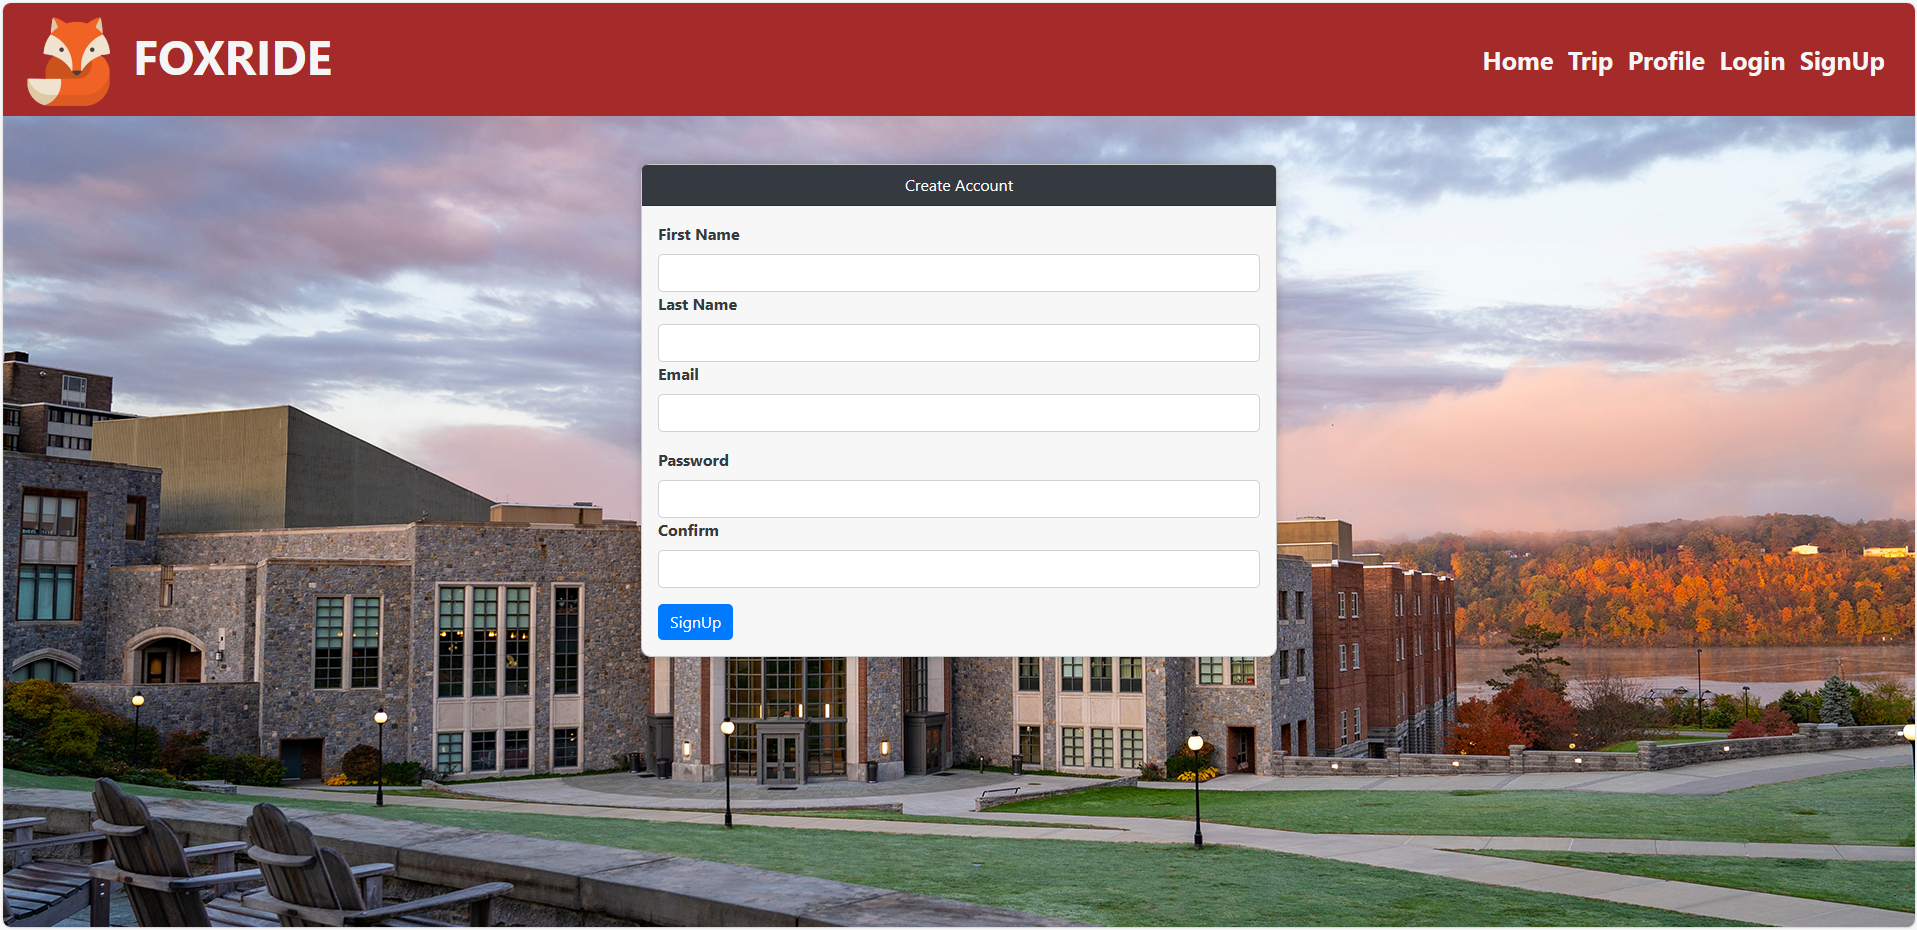 FOXRIDE
Home Trip Profile Login SignUp
Create Account
First Name
Last Name
Email
Password
Confirm
SignUp